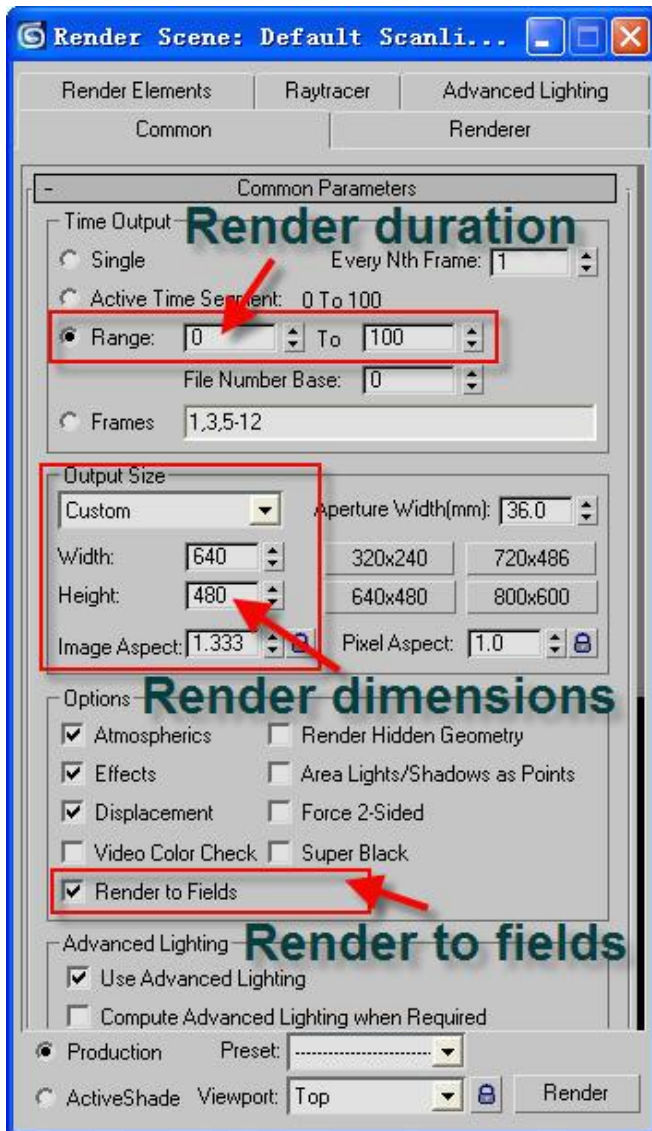 Render Scene: Default Scanli...
Render Elements Raytracer Advanced Lighting
Common Renderer
- Common Parameters
Time Output
Render duration
Single Every Nth Frame: 1
Active Time Segment: 0 To 100
Range: 0 To 100
File Number Base: 0
Frames 1,3,5-12
Output Size
Custom Aperture Width(mm): 36.0
Width: 640 320x240 720x486
Height: 480 640x480 800x600
Image Aspect: 1.333 Pixel Aspect: 1.0
Render dimensions
Options
Atmospherics Render Hidden Geometry
Effects Area Lights/Shadows as Points
Displacement Force 2-Sided
Video Color Check Super Black
Render to Fields
Render to fields
Advanced Lighting
Use Advanced Lighting
Compute Advanced Lighting when Required
Production Preset: -------------------------
ActiveShade Viewport: Top Render